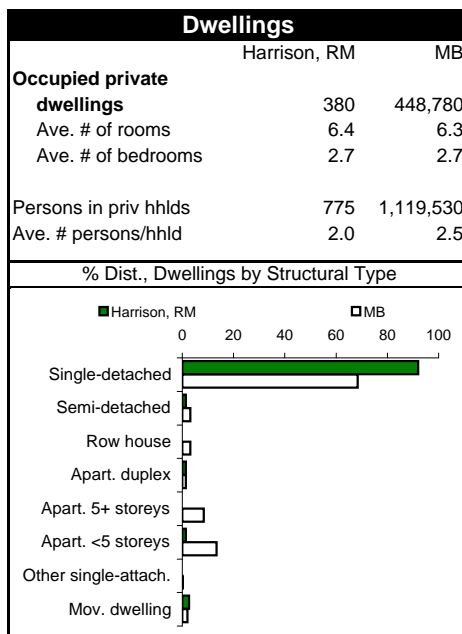 Dwellings
Harrison, RM MB
Occupied private
dwellings 380 448,780
Ave. # of rooms 6.4 6.3
Ave. # of bedrooms 2.7 2.7
Persons in priv hhlds 775 1,119,530
Ave. # persons/hhld 2.0 2.5
% Dist., Dwellings by Structural Type
Harrison, RM MB
0 20 40 60 80 100
Single-detached
Semi-detached
Row house
Apart. duplex
Apart. 5+ storeys
Apart. <5 storeys
Other single-attach.
Mov. dwelling